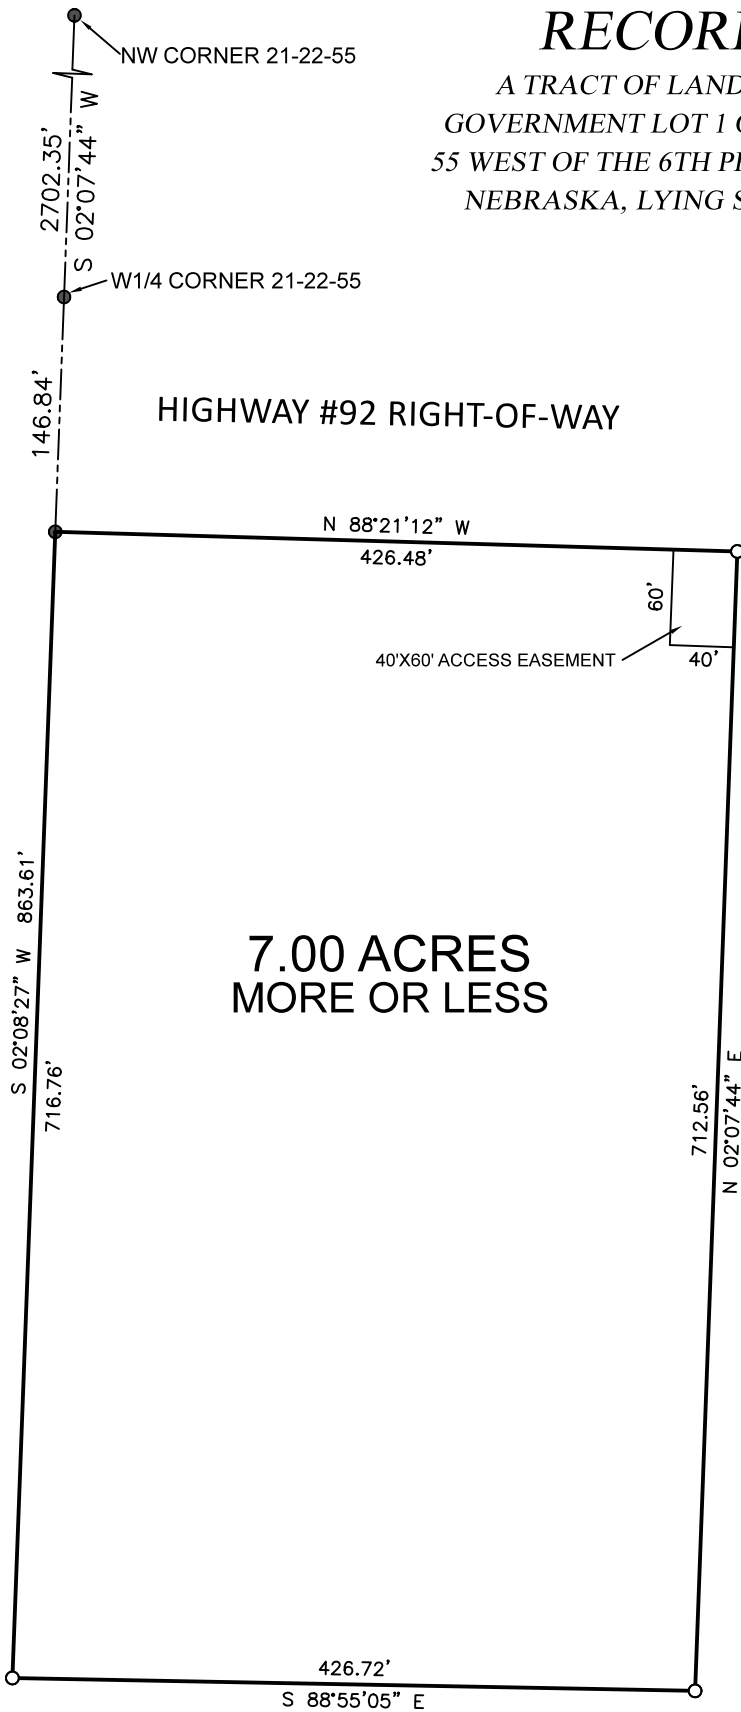 RECOR
A TRACT OF LAND
GOVERNMENT LOT 1
55 WEST OF THE 6TH
NEBRASKA, LYING
NW CORNER 21-22-55
2702.35'
S 02°07'44" W
W1/4 CORNER 21-22-55
146.84'
HIGHWAY #92 RIGHT-OF-WAY
N 88°21'12" W
426.48'
60'
40'X60' ACCESS EASEMENT
40'
S 02°08'27" W 863.61'
716.76'
7.00 ACRES
MORE OR LESS
712.56'
N 02°07'44" E
426.72'
S 88°55'05" E